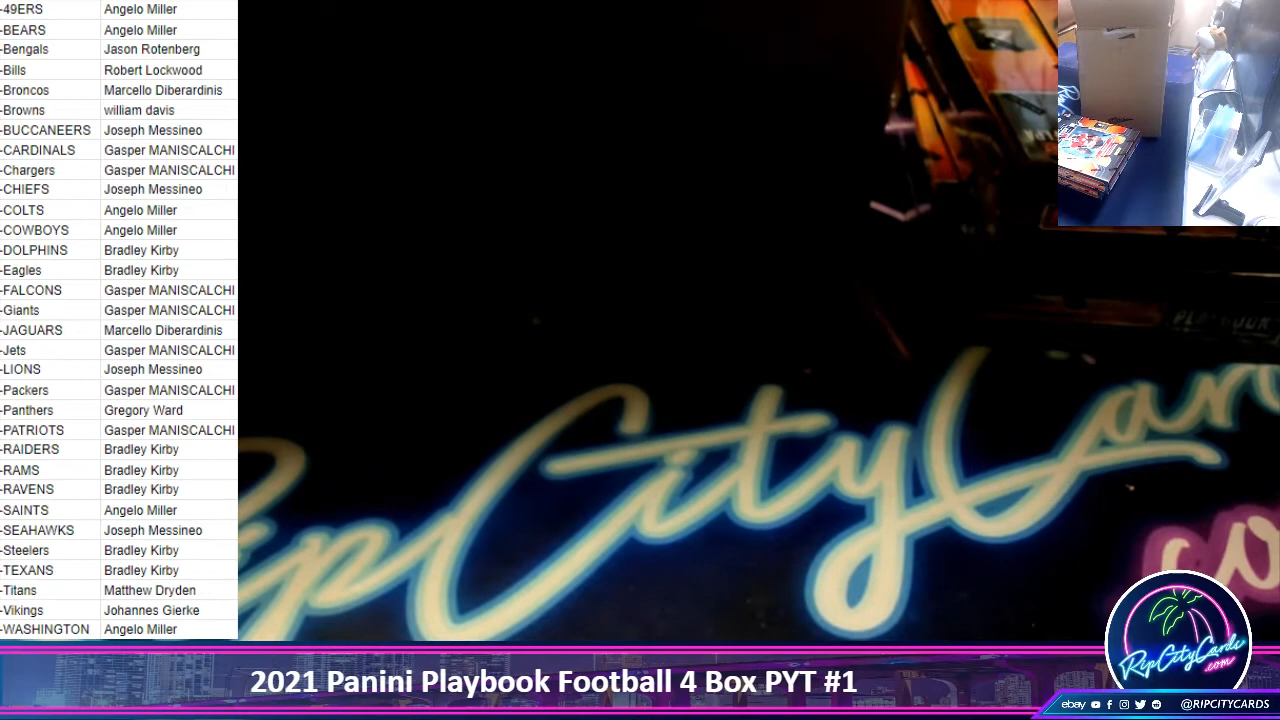 -49ERS Angelo Miller
-BEARS Angelo Miller
-Bengals Jason Rotenberg
-Bills Robert Lockwood
-Broncos Marcello Diberardinis
-Browns william davis
-BUCCANEERS Joseph Messineo
-CARDINALS Gasper MANISCALCHI
-Chargers Gasper MANISCALCHI
-CHIEFS Joseph Messineo
-COLTS Angelo Miller
-COWBOYS Angelo Miller
-DOLPHINS Bradley Kirby
-Eagles Bradley Kirby
-FALCONS Gasper MANISCALCHI
-Giants Gasper MANISCALCHI
-JAGUARS Marcello Diberardinis
-Jets Gasper MANISCALCHI
-LIONS Joseph Messineo
-Packers Gasper MANISCALCHI
-Panthers Gregory Ward
-PATRIOTS Gasper MANISCALCHI
-RAIDERS Bradley Kirby
-RAMS Bradley Kirby
-RAVENS Bradley Kirby
-SAINTS Angelo Miller
-SEAHAWKS Joseph Messineo
-Steelers Bradley Kirby
-TEXANS Bradley Kirby
-Titans Matthew Dryden
-Vikings Johannes Gierke
-WASHINGTON Angelo Miller
PLAYBOOK
RipCityCar
co
2021 Panini Playbook Football 4 Box PYT #1
RipCityCards
.com
ebay @RIPCITYCARDS